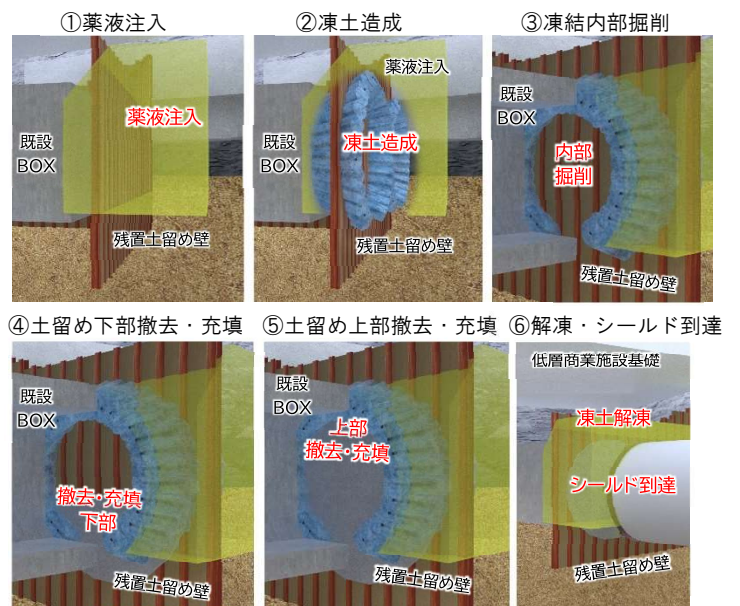 ①薬液注入
薬液注入
既設
BOX
残置土留め壁
②凍土造成
薬液注入
既設
BOX
凍土造成
残置土留め壁
③凍結内部掘削
既設
BOX
内部
掘削
残置土留め壁
④土留め下部撤去・充填
既設
BOX
撤去・充填
下部
残置土留め壁
⑤土留め上部撤去・充填
既設
BOX
上部
撤去・充填
残置土留め壁
⑥解凍・シールド到達
低層商業施設基礎
凍土解凍
シールド到達
残置土留め壁